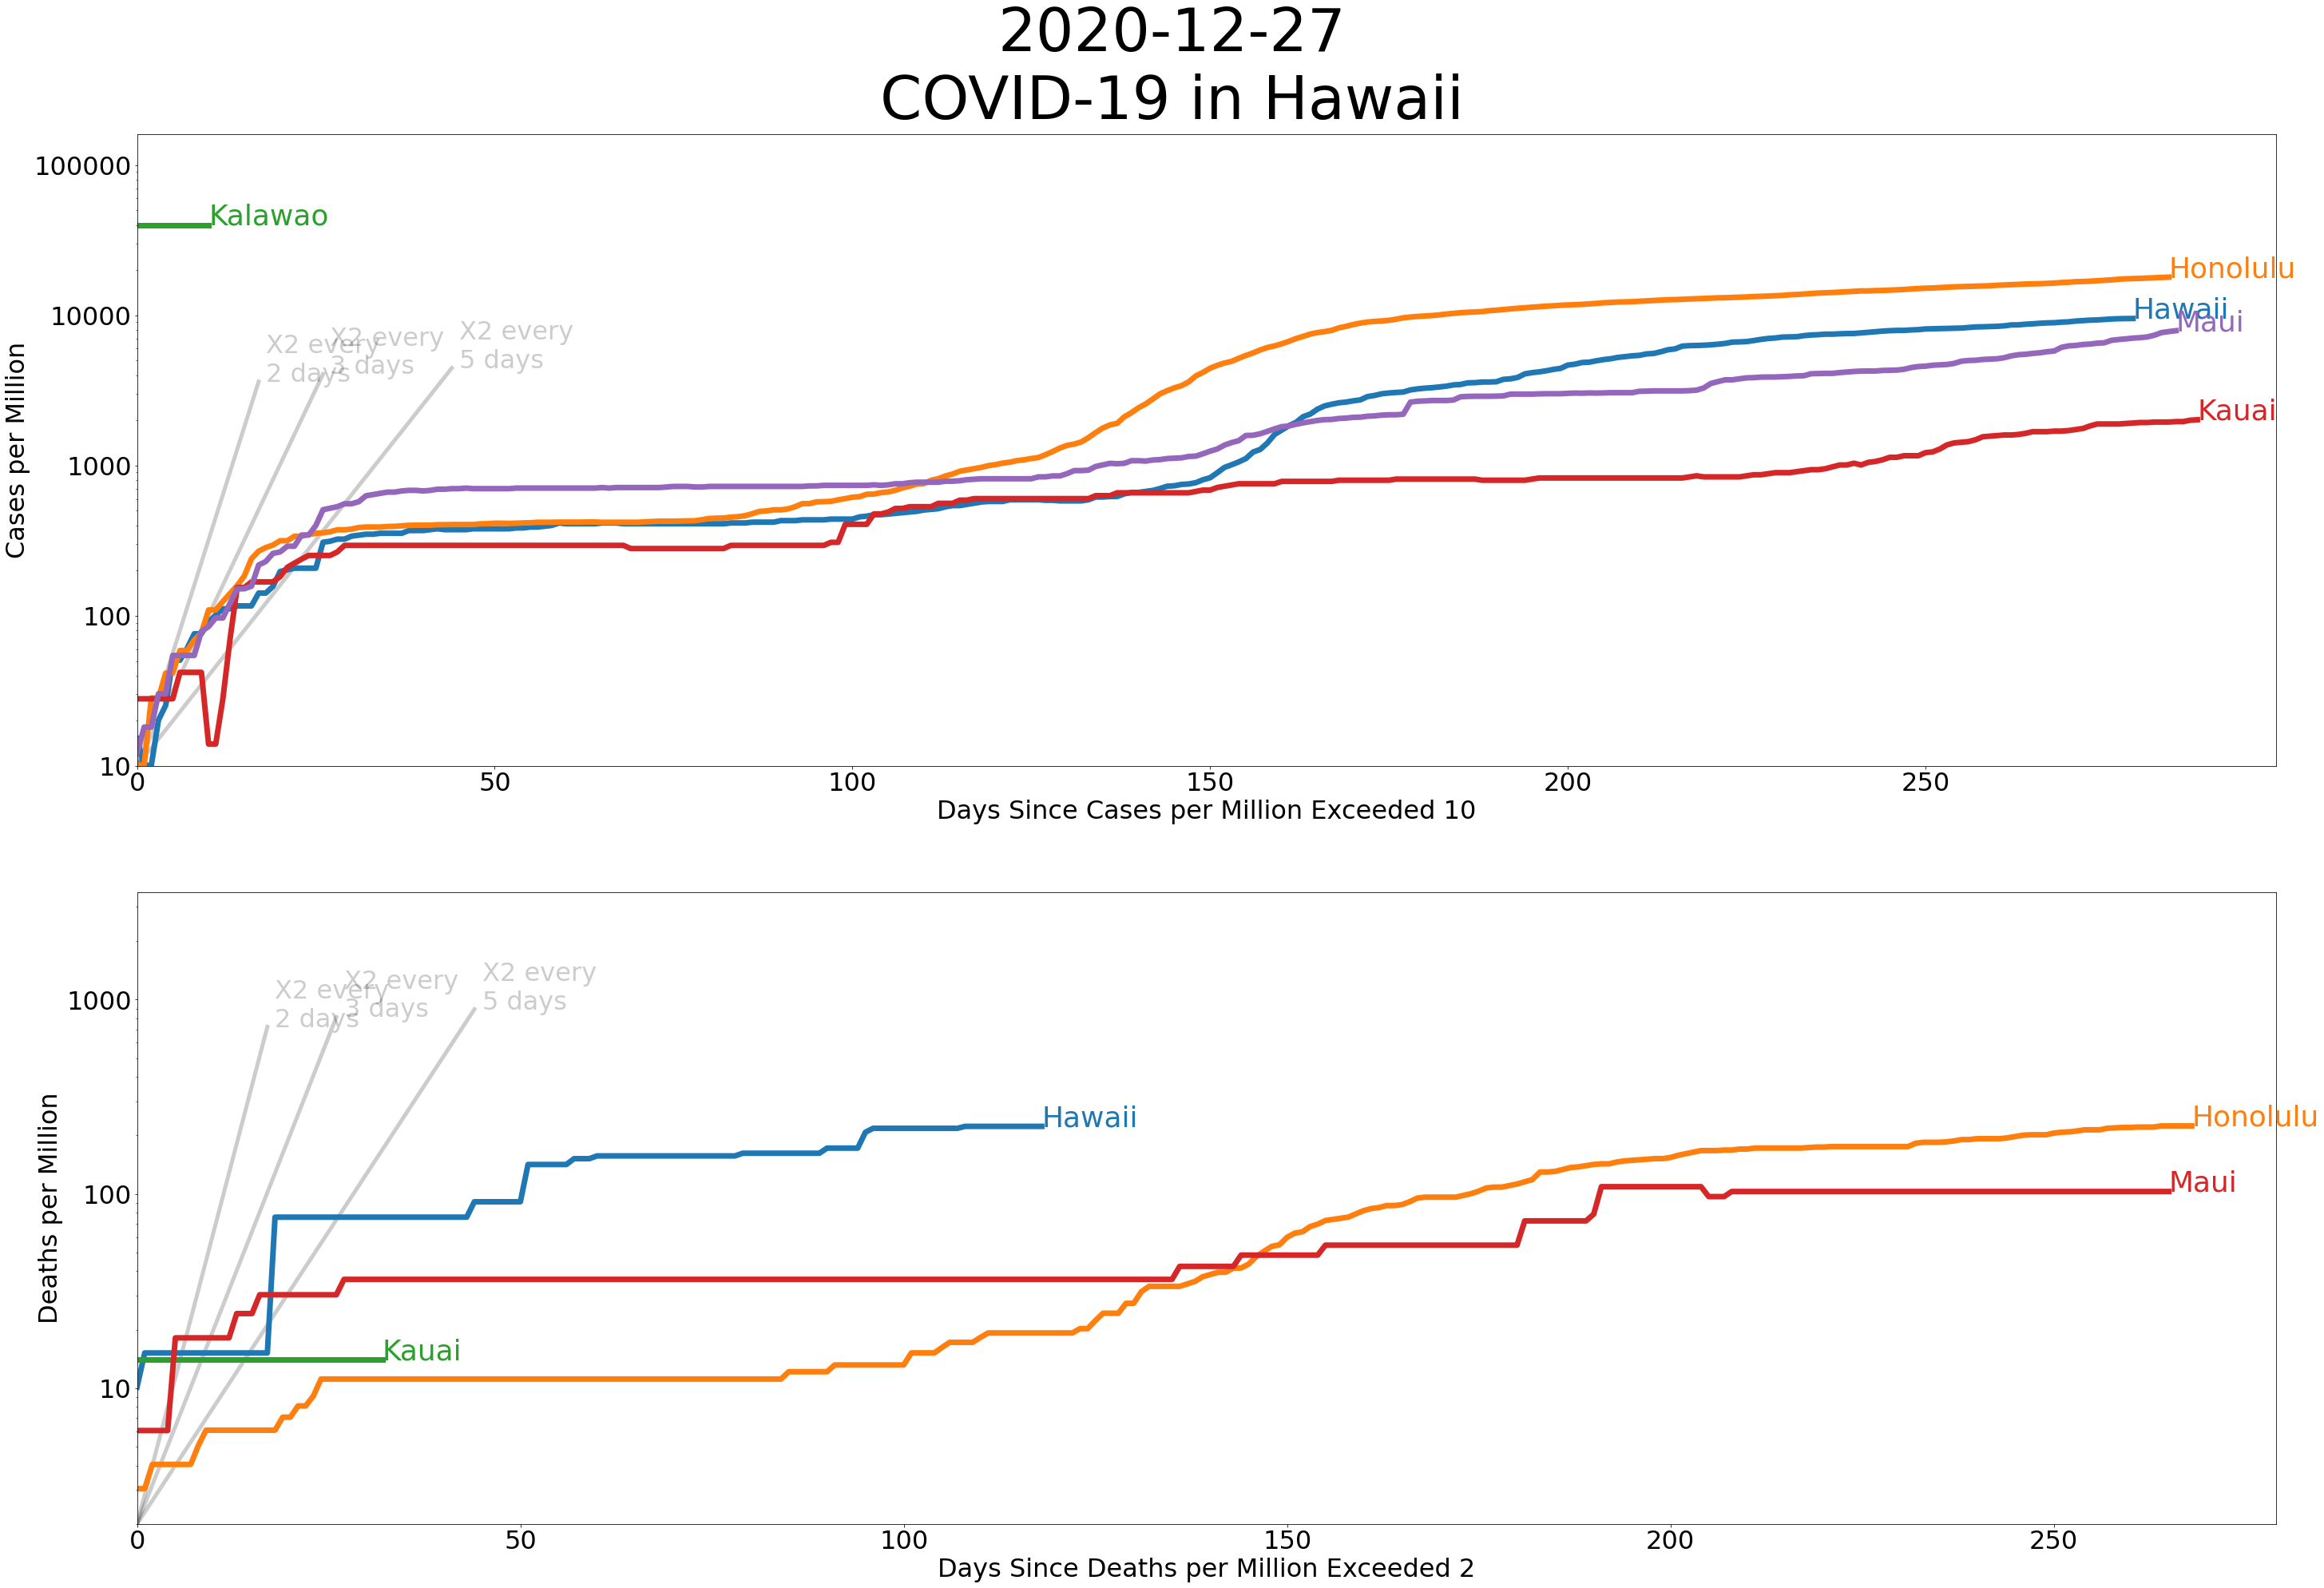 2020-12-27
COVID-19 in Hawaii
100000
10000
1000
100
10
Cases per Million
Kalawao
Honolulu
Hawaii
Maui
Kauai
X2 every
2 days
X2 every
3 days
X2 every
5 days
0
50
100
150
200
250
Days Since Cases per Million Exceeded 10
1000
100
10
Deaths per Million
X2 every
2 days
X2 every
3 days
X2 every
5 days
Hawaii
Honolulu
Maui
Kauai
0
50
100
150
200
250
Days Since Deaths per Million Exceeded 2